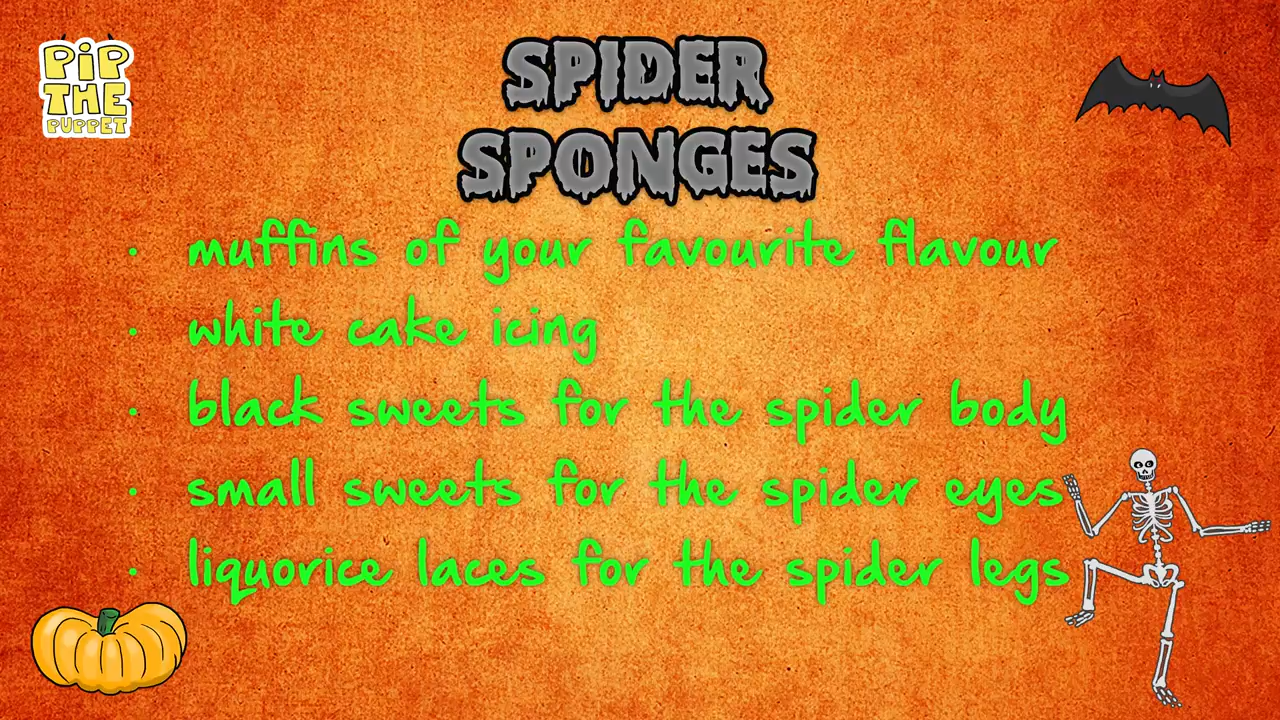 PiP
THE
PUPPET
SPIDER
SPONGES
• muffins of your favourite flavour
• white cake icing
• black sweets for the spider body
• small sweets for the spider eyes
• liquorice laces for the spider legs